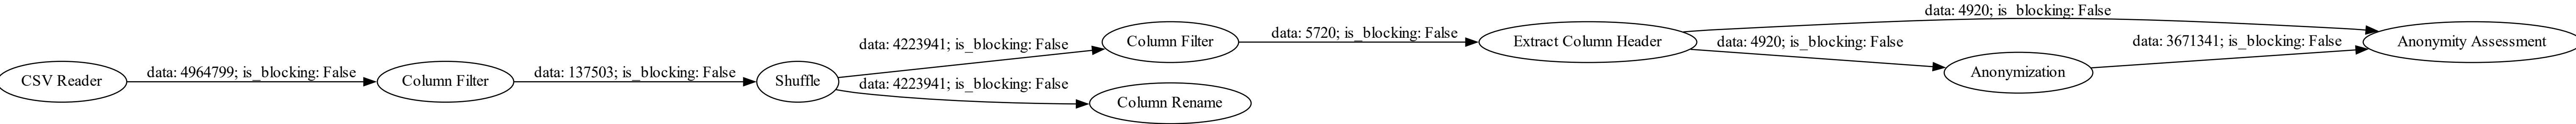 CSV Reader
data: 4964799; is_blocking: False
Column Filter
data: 137503; is_blocking: False
Shuffle
data: 4223941; is_blocking: False
data: 4223941; is_blocking: False
Column Filter
Column Rename
data: 5720; is_blocking: False
Extract Column Header
data: 4920; is_blocking: False
data: 4920; is_blocking: False
Anonymization
data: 3671341; is_blocking: False
Anonymity Assessment